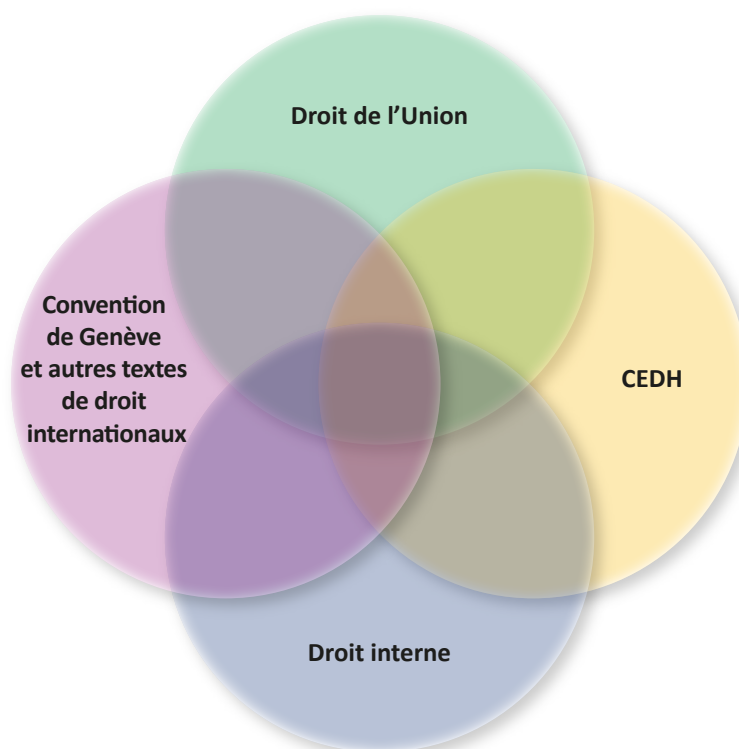 Droit de l’Union
Convention
de Genève
et autres textes
de droit
internationaux
CEDH
Droit interne